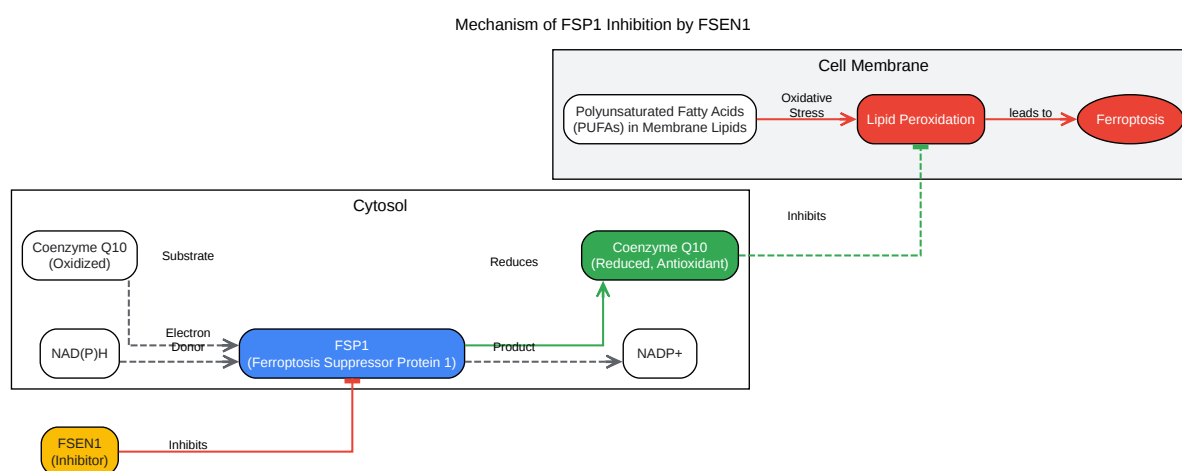 Mechanism of FSP1 Inhibition by FSEN1
Cell Membrane
Polyunsaturated Fatty Acids
(PUFAs) in Membrane Lipids
Oxidative
Stress
Lipid Peroxidation
leads to
Ferroptosis
Cytosol
Coenzyme Q10
(Oxidized)
Substrate
Reduces
Coenzyme Q10
(Reduced, Antioxidant)
Inhibits
NAD(P)H
Electron
Donor
FSP1
(Ferroptosis Suppressor Protein 1)
Product
NADP+
FSEN1
(Inhibitor)
Inhibits